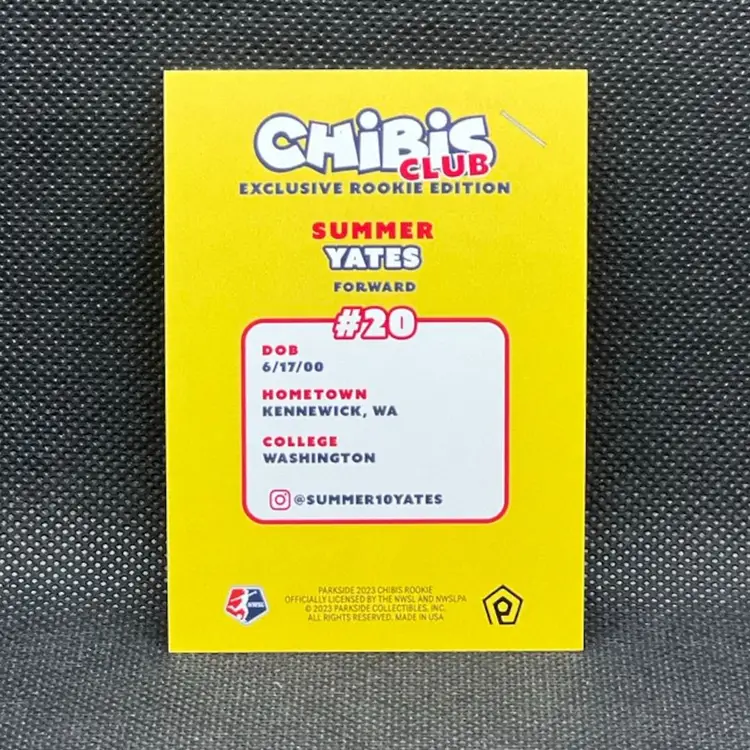 CHiBiS
CLUB
EXCLUSIVE ROOKIE EDITION
SUMMER
YATES
FORWARD
#20
DOB
6/17/00
HOMETOWN
KENNEWICK, WA
COLLEGE
WASHINGTON
@SUMMER10YATES
NWSL
PARKSIDE 2023 CHIBIS ROOKIE
OFFICIALLY LICENSED BY THE NWSL AND NWSLPA
© 2023 PARKSIDE COLLECTIBLES, INC.
ALL RIGHTS RESERVED. MADE IN USA